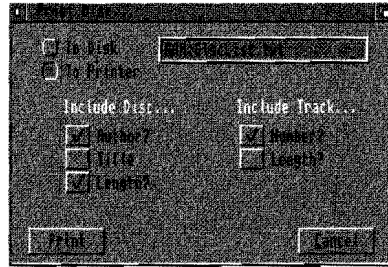 To Disk
To Printer
Include Disc...
Include Track...
Author?
Number?
Title
Length?
Length?
Print
Cancel